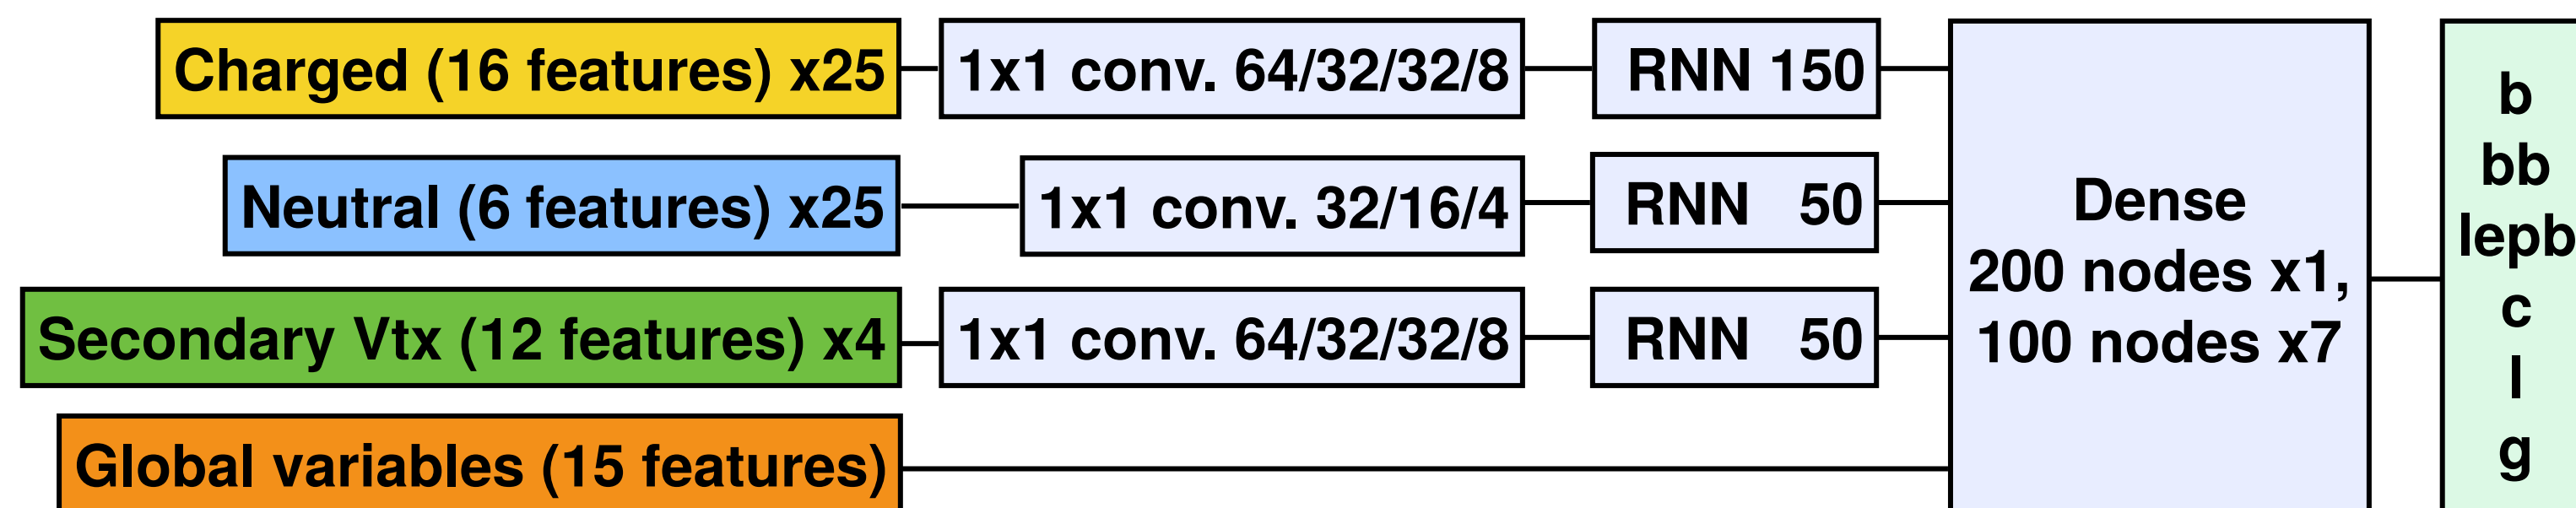 Charged (16 features) x25
1x1 conv. 64/32/32/8
RNN 150
Neutral (6 features) x25
1x1 conv. 32/16/4
RNN 50
Secondary Vtx (12 features) x4
1x1 conv. 64/32/32/8
RNN 50
Global variables (15 features)
Dense
200 nodes x1,
100 nodes x7
b
bb
lepb
c
l
g